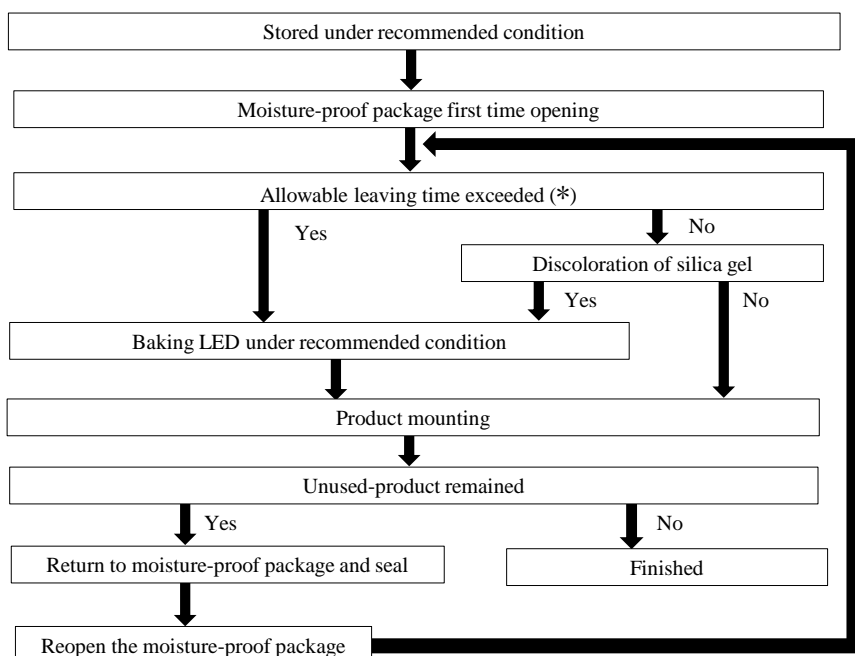 Stored under recommended condition
Moisture-proof package first time opening
Allowable leaving time exceeded (*)
Yes
No
Discoloration of silica gel
Yes
No
Baking LED under recommended condition
Product mounting
Unused-product remained
Yes
No
Return to moisture-proof package and seal
Finished
Reopen the moisture-proof package